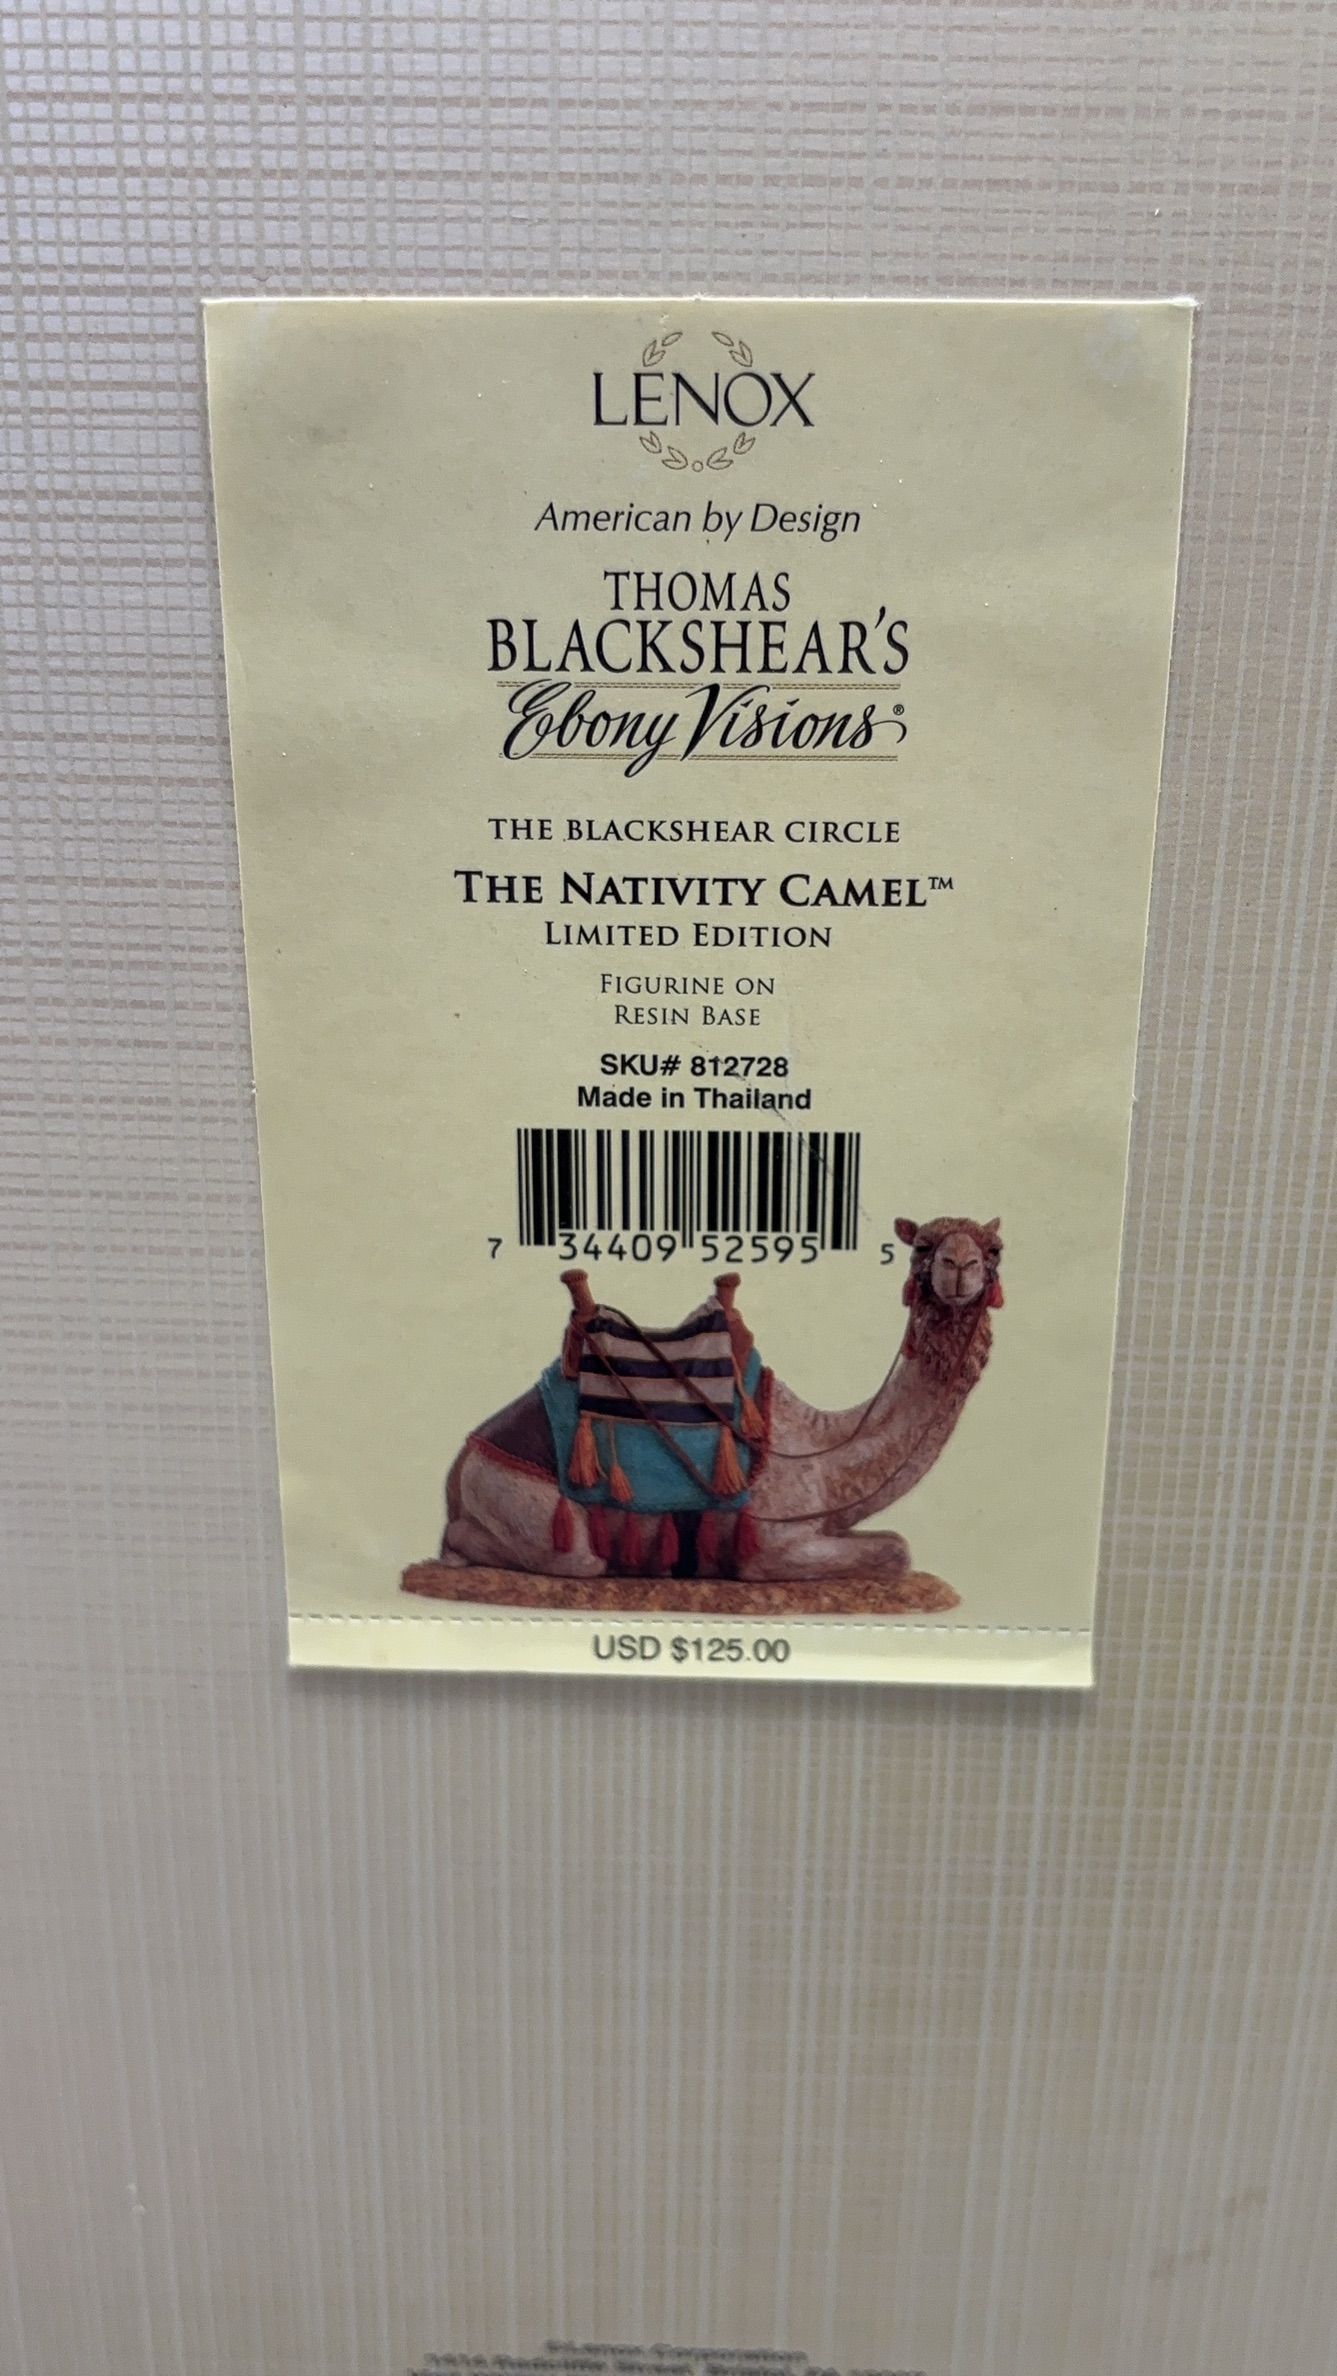 LENOX
American by Design
THOMAS
BLACKSHEAR'S
Ebony Visions®
THE BLACKSHEAR CIRCLE
THE NATIVITY CAMEL™
LIMITED EDITION
FIGURINE ON
RESIN BASE
SKU# 812728
Made in Thailand
7 34409 52595 5
USD $125.00